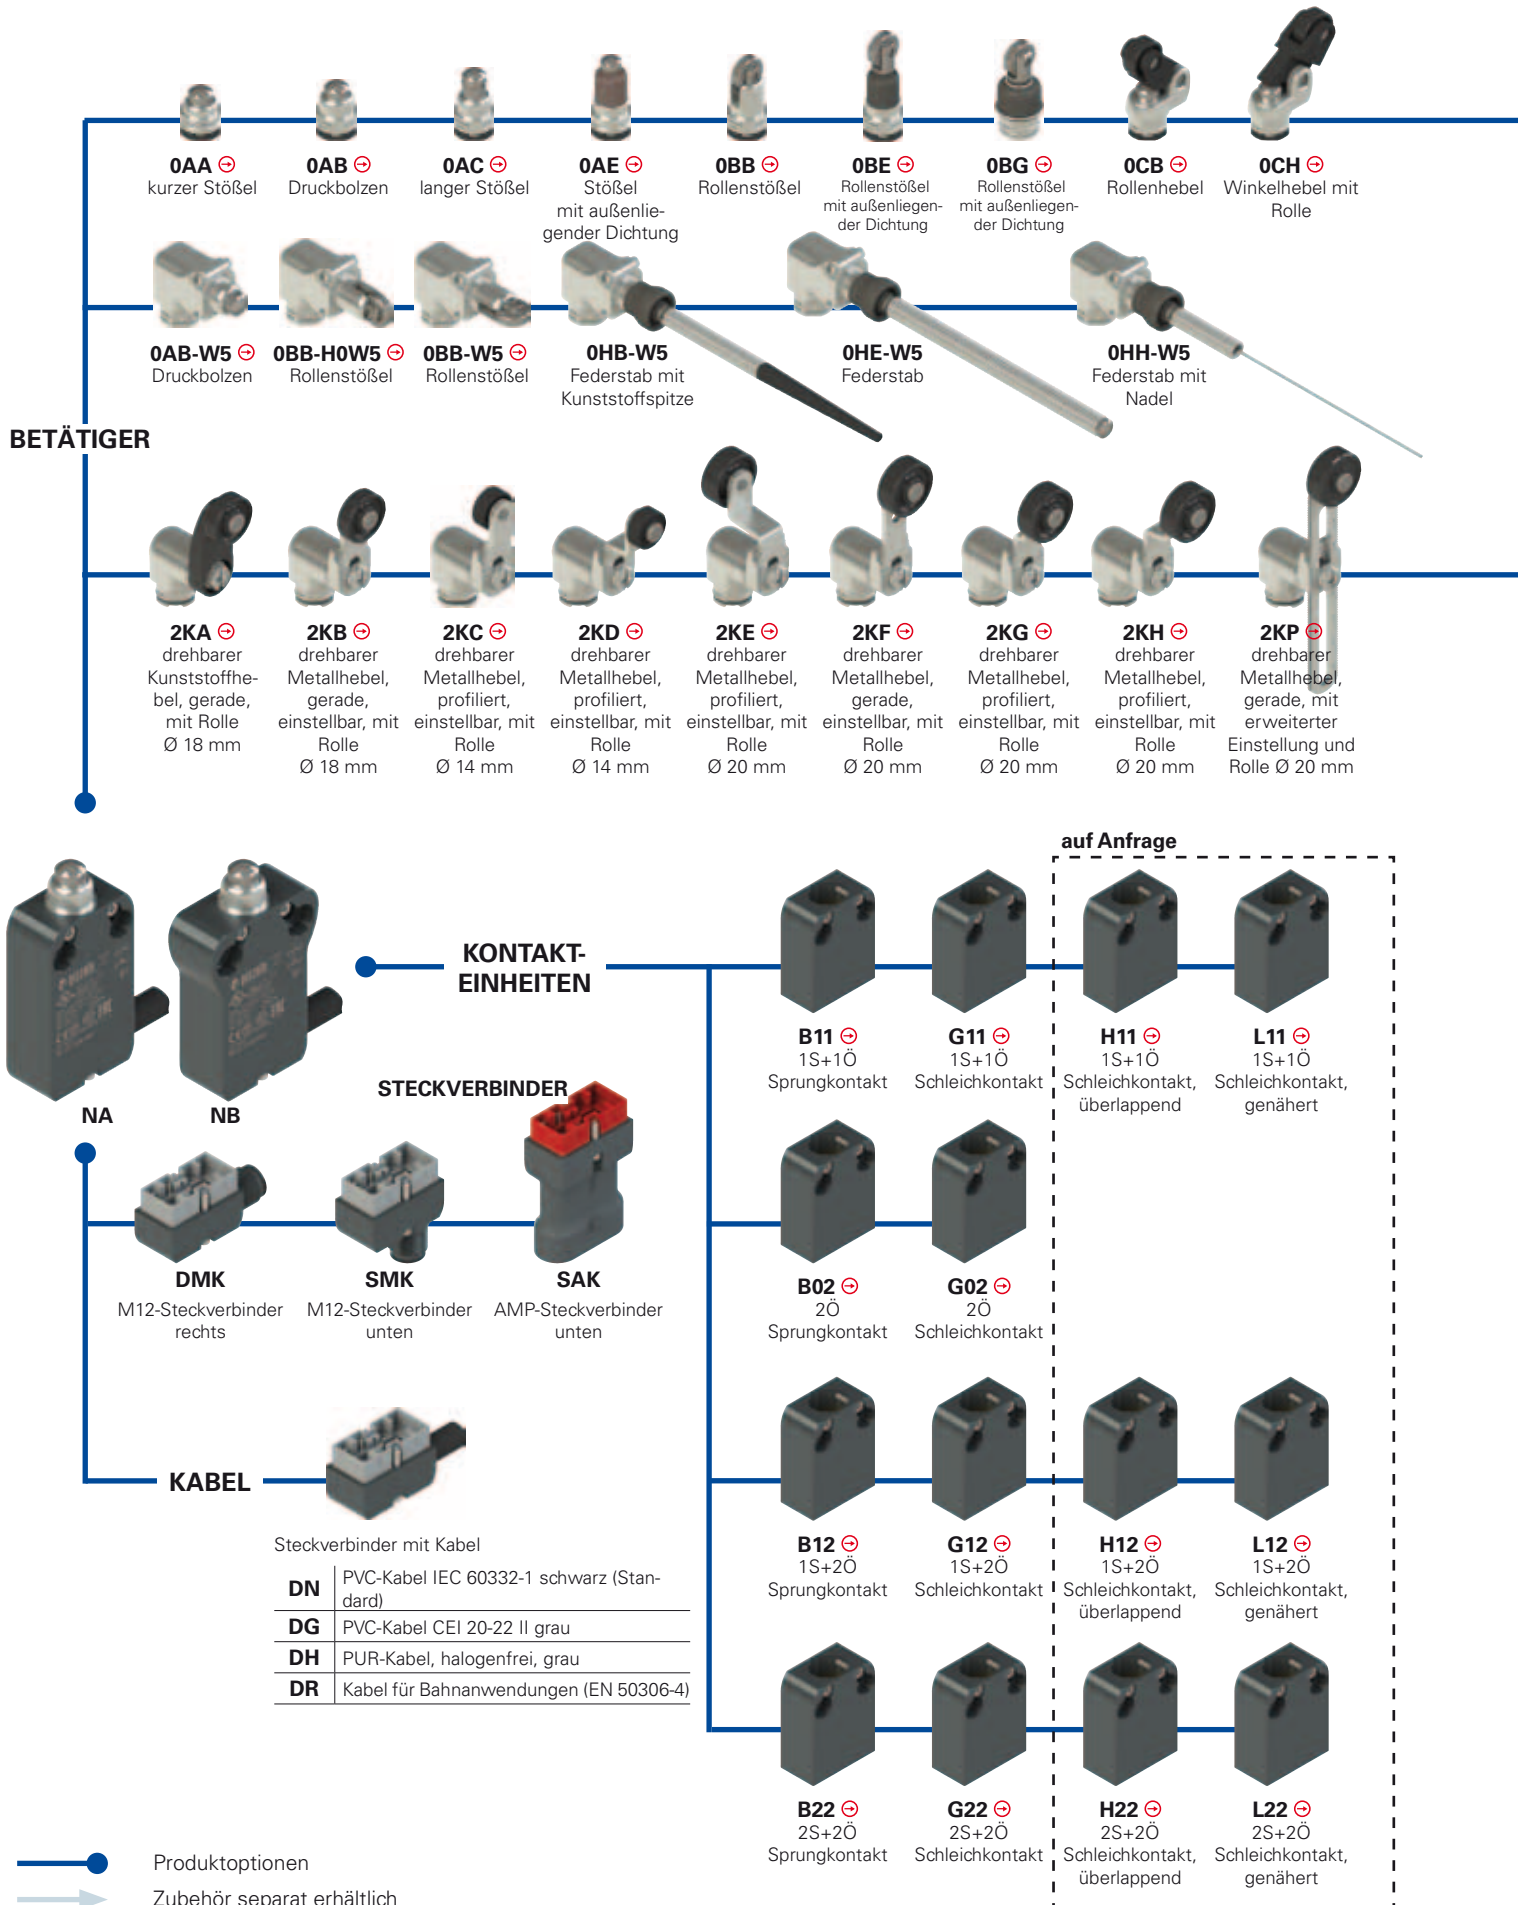 0AA
kurzer Stößel
0AB
Druckbolzen
0AC
langer Stößel
0AE
Stößel
mit außenlie-
gender Dichtung
0BB
Rollenstößel
0BE
Rollenstößel
mit außenliegen-
der Dichtung
0BG
Rollenstößel
mit außenliegen-
der Dichtung
0CB
Rollenhebel
0CH
Winkelhebel mit
Rolle
0AB-W5
Druckbolzen
0BB-H0W5
Rollenstößel
0BB-W5
Rollenstößel
0HB-W5
Federstab mit
Kunststoffspitze
0HE-W5
Federstab
0HH-W5
Federstab mit
Nadel
BETÄTIGER
2KA
drehbarer
Kunststoffhe-
bel, gerade,
mit Rolle
Ø 18 mm
2KB
drehbarer
Metallhebel,
gerade,
einstellbar, mit
Rolle
Ø 18 mm
2KC
drehbarer
Metallhebel,
profiliert,
einstellbar, mit
Rolle
Ø 14 mm
2KD
drehbarer
Metallhebel,
profiliert,
einstellbar, mit
Rolle
Ø 14 mm
2KE
drehbarer
Metallhebel,
profiliert,
einstellbar, mit
Rolle
Ø 20 mm
2KF
drehbarer
Metallhebel,
gerade,
einstellbar, mit
Rolle
Ø 20 mm
2KG
drehbarer
Metallhebel,
profiliert,
einstellbar, mit
Rolle
Ø 20 mm
2KH
drehbarer
Metallhebel,
profiliert,
einstellbar, mit
Rolle
Ø 20 mm
2KP
drehbarer
Metallhebel,
gerade, mit
erweiterter
Einstellung und
Rolle Ø 20 mm
auf Anfrage
KONTAKT-
EINHEITEN
NA
NB
B11
1S+1Ö
Sprungkontakt
G11
1S+1Ö
Schleichkontakt
H11
1S+1Ö
Schleichkontakt,
überlappend
L11
1S+1Ö
Schleichkontakt,
genähert
STECKVERBINDER
DMK
M12-Steckverbinder
rechts
SMK
M12-Steckverbinder
unten
SAK
AMP-Steckverbinder
unten
B02
2Ö
Sprungkontakt
G02
2Ö
Schleichkontakt
KABEL
Steckverbinder mit Kabel
DN PVC-Kabel IEC 60332-1 schwarz (Stan-
dard)
DG PVC-Kabel CEI 20-22 II grau
DH PUR-Kabel, halogenfrei, grau
DR Kabel für Bahnanwendungen (EN 50306-4)
B12
1S+2Ö
Sprungkontakt
G12
1S+2Ö
Schleichkontakt
H12
1S+2Ö
Schleichkontakt,
überlappend
L12
1S+2Ö
Schleichkontakt,
genähert
B22
2S+2Ö
Sprungkontakt
G22
2S+2Ö
Schleichkontakt
H22
2S+2Ö
Schleichkontakt,
überlappend
L22
2S+2Ö
Schleichkontakt,
genähert
Produktoptionen
Zubehör separat erhältlich